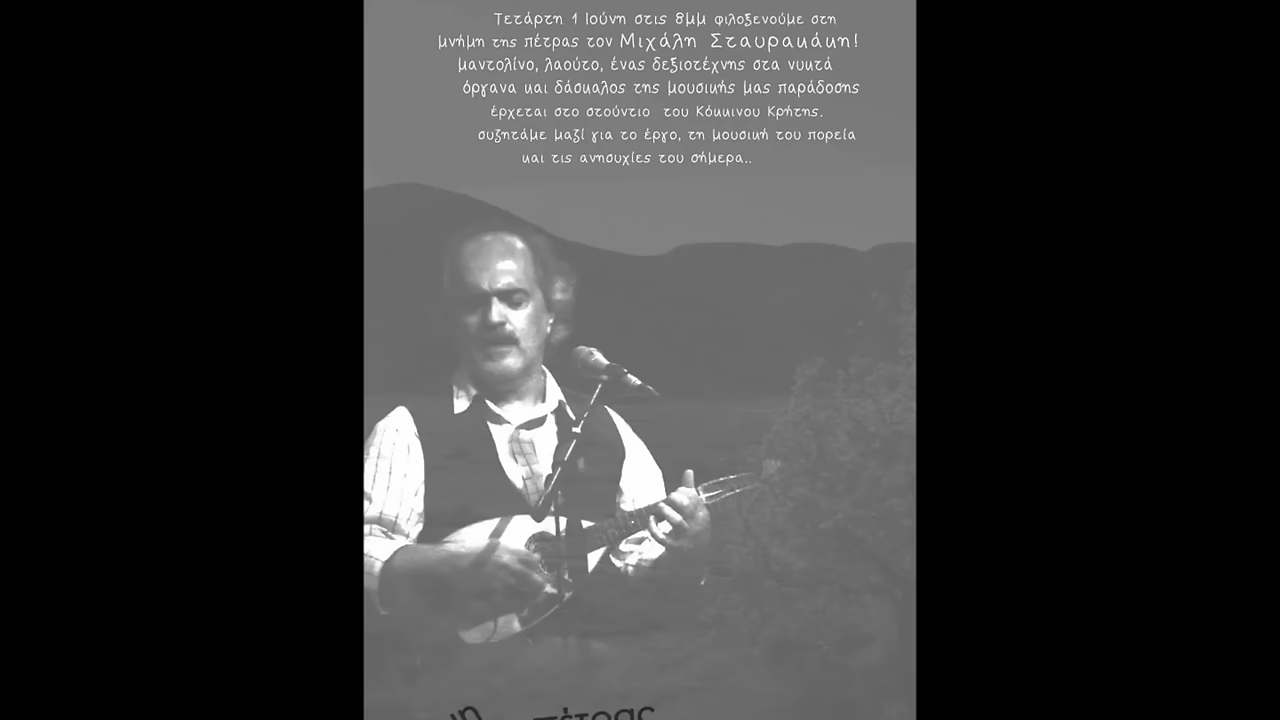 Τετάρτη 1 Ιούνη στις 8μμ φιλοξενούμε στη
μνήμη της πέτρας τον Μιχάλη Σταυρακάκη!
μαντολίνο, λαούτο, ένας δεξιοτέχνης στα νυκτά
όργανα και δάσκαλος της μουσικής μας παράδοσης
έρχεται στο στούντιο του Κόκκινου Κρήτης.
συζητάμε μαζί για το έργο, τη μουσική του πορεία
και τις ανησυχίες του σήμερα..
πέτρας